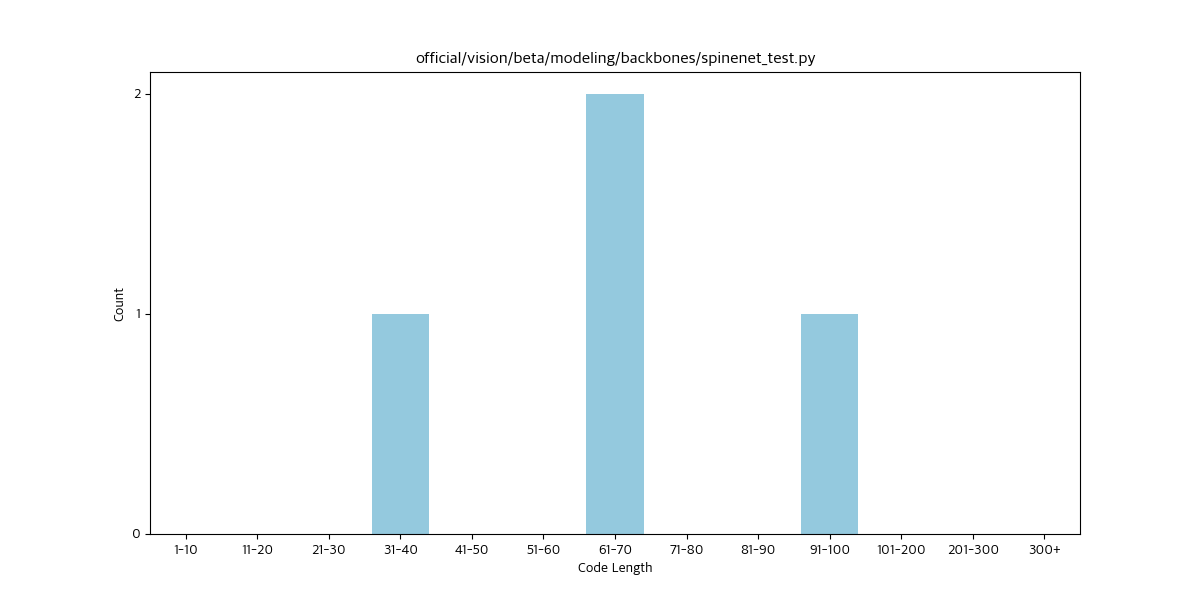 official/vision/beta/modeling/backbones/spinenet_test.py
2
1
0
Count
1-10 11-20 21-30 31-40 41-50 51-60 61-70 71-80 81-90 91-100 101-200 201-300 300+
Code Length